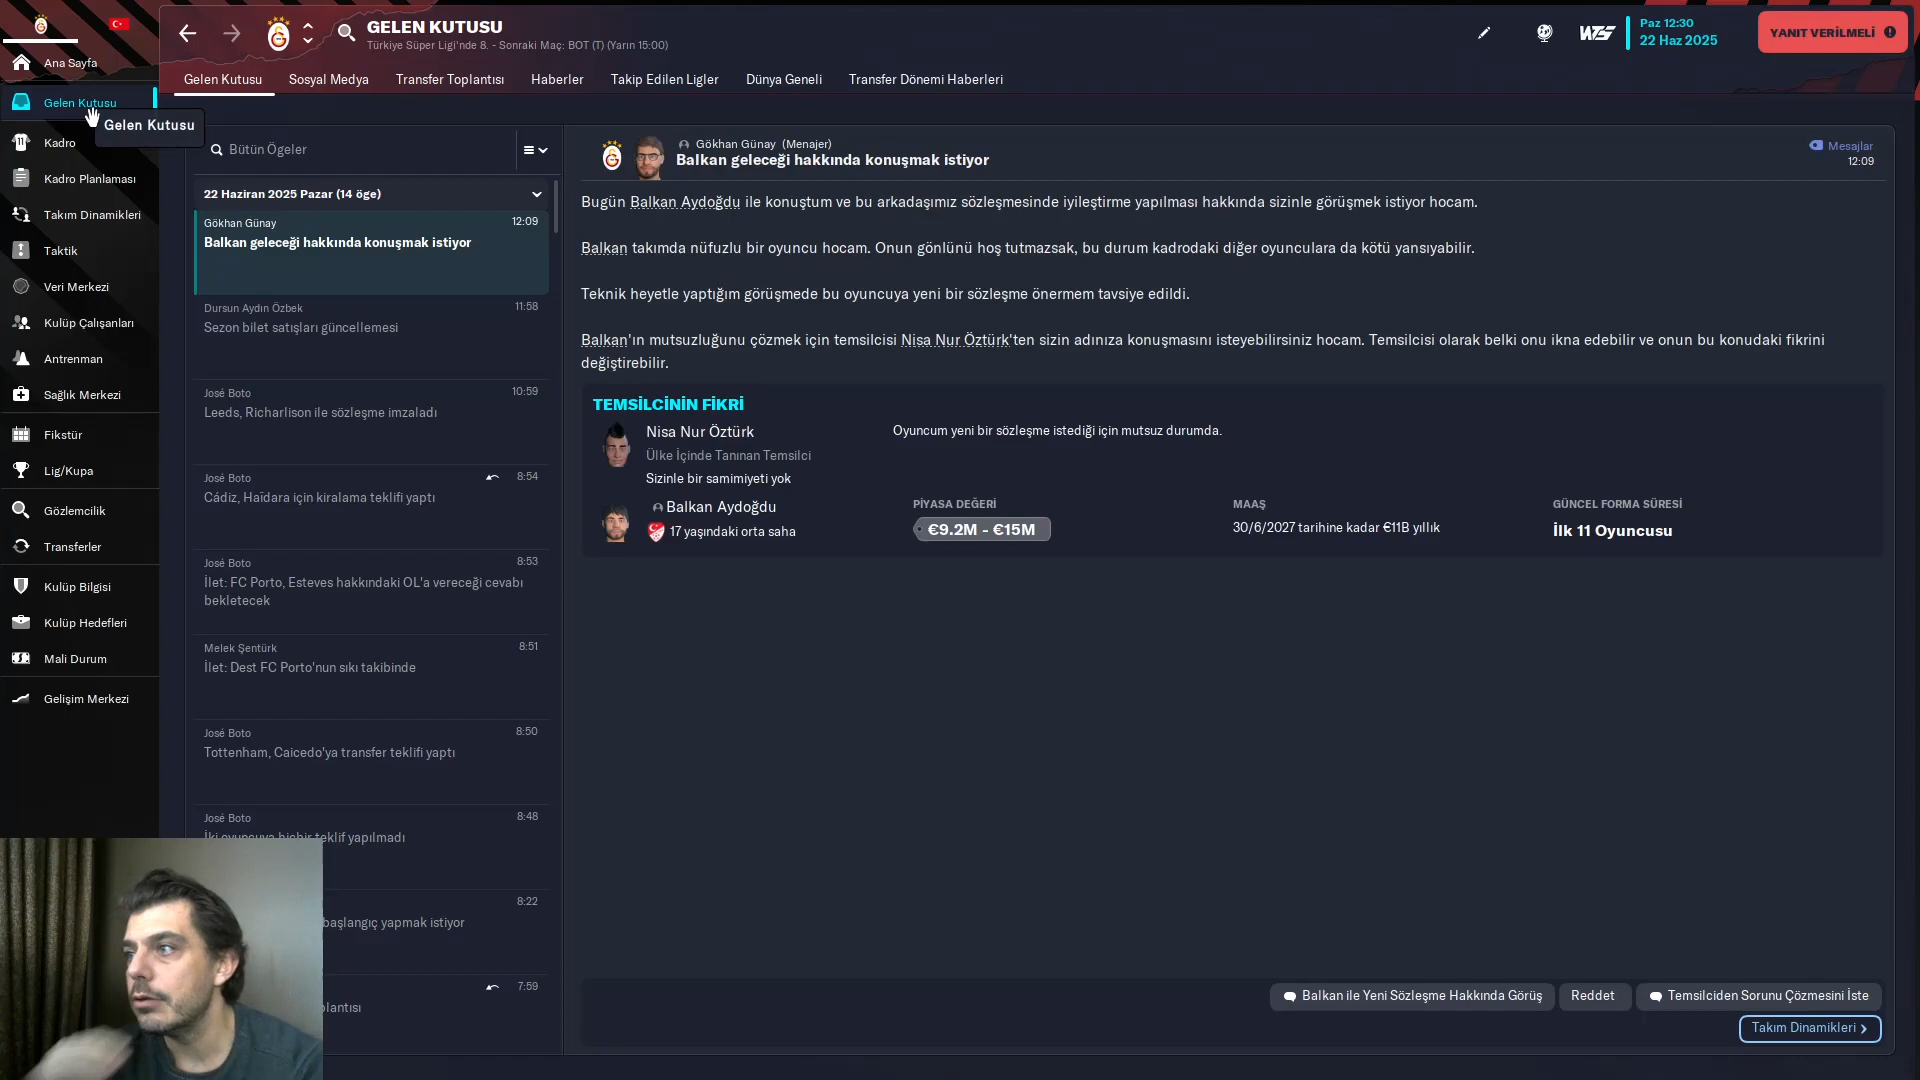 GELEN KUTUSU
Türkiye Süper Ligi'nde 8. - Sonraki Maç: BOT (T) (Yarın 15:00)
Paz 12:30
22 Haz 2025
YANIT VERİLMELİ
Gelen Kutusu
Sosyal Medya
Transfer Toplantısı
Haberler
Takip Edilen Ligler
Dünya Geneli
Transfer Dönemi Haberleri
Ana Sayfa
Gelen Kutusu
Gelen Kutusu
Kadro
Kadro Planlaması
Takım Dinamikleri
Taktik
Veri Merkezi
Kulüp Çalışanları
Antrenman
Sağlık Merkezi
Fikstür
Lig/Kupa
Gözlemcilik
Transferler
Kulüp Bilgisi
Kulüp Hedefleri
Mali Durum
Gelişim Merkezi
Bütün Ögeler
22 Haziran 2025 Pazar (14 öge)
Gökhan Günay 12:09
Balkan geleceği hakkında konuşmak istiyor
Dursun Aydın Özbek 11:58
Sezon bilet satışları güncellemesi
José Boto 10:59
Leeds, Richarlison ile sözleşme imzaladı
José Boto 8:54
Cádiz, Haïdara için kiralama teklifi yaptı
José Boto 8:53
İlet: FC Porto, Esteves hakkındaki OL'a vereceği cevabı
bekletecek
Melek Şentürk 8:51
İlet: Dest FC Porto'nun sıkı takibinde
José Boto 8:50
Tottenham, Caicedo'ya transfer teklifi yaptı
José Boto 8:48
İki oyuncuya hiçbir teklif yapılmadı
8:22
başlangıç yapmak istiyor
7:59
plantısı
Gökhan Günay (Menajer)
Balkan geleceği hakkında konuşmak istiyor
Mesajlar
12:09
Bugün Balkan Aydoğdu ile konuştum ve bu arkadaşımız sözleşmesinde iyileştirme yapılması hakkında sizinle görüşmek istiyor hocam.
Balkan takımda nüfuzlu bir oyuncu hocam. Onun gönlünü hoş tutmazsak, bu durum kadrodaki diğer oyunculara da kötü yansıyabilir.
Teknik heyetle yaptığım görüşmede bu oyuncuya yeni bir sözleşme önermem tavsiye edildi.
Balkan'ın mutsuzluğunu çözmek için temsilcisi Nisa Nur Öztürk'ten sizin adınıza konuşmasını isteyebilirsiniz hocam. Temsilcisi olarak belki onu ikna edebilir ve onun bu konudaki fikrini
değiştirebilir.
TEMSİLCİNİN FİKRİ
Nisa Nur Öztürk
Oyuncum yeni bir sözleşme istediği için mutsuz durumda.
Ülke İçinde Tanınan Temsilci
Sizinle bir samimiyeti yok
Balkan Aydoğdu
17 yaşındaki orta saha
PİYASA DEĞERİ
€9.2M - €15M
MAAŞ
30/6/2027 tarihine kadar €11B yıllık
GÜNCEL FORMA SÜRESİ
İlk 11 Oyuncusu
Balkan ile Yeni Sözleşme Hakkında Görüş
Reddet
Temsilciden Sorunu Çözmesini İste
Takım Dinamikleri